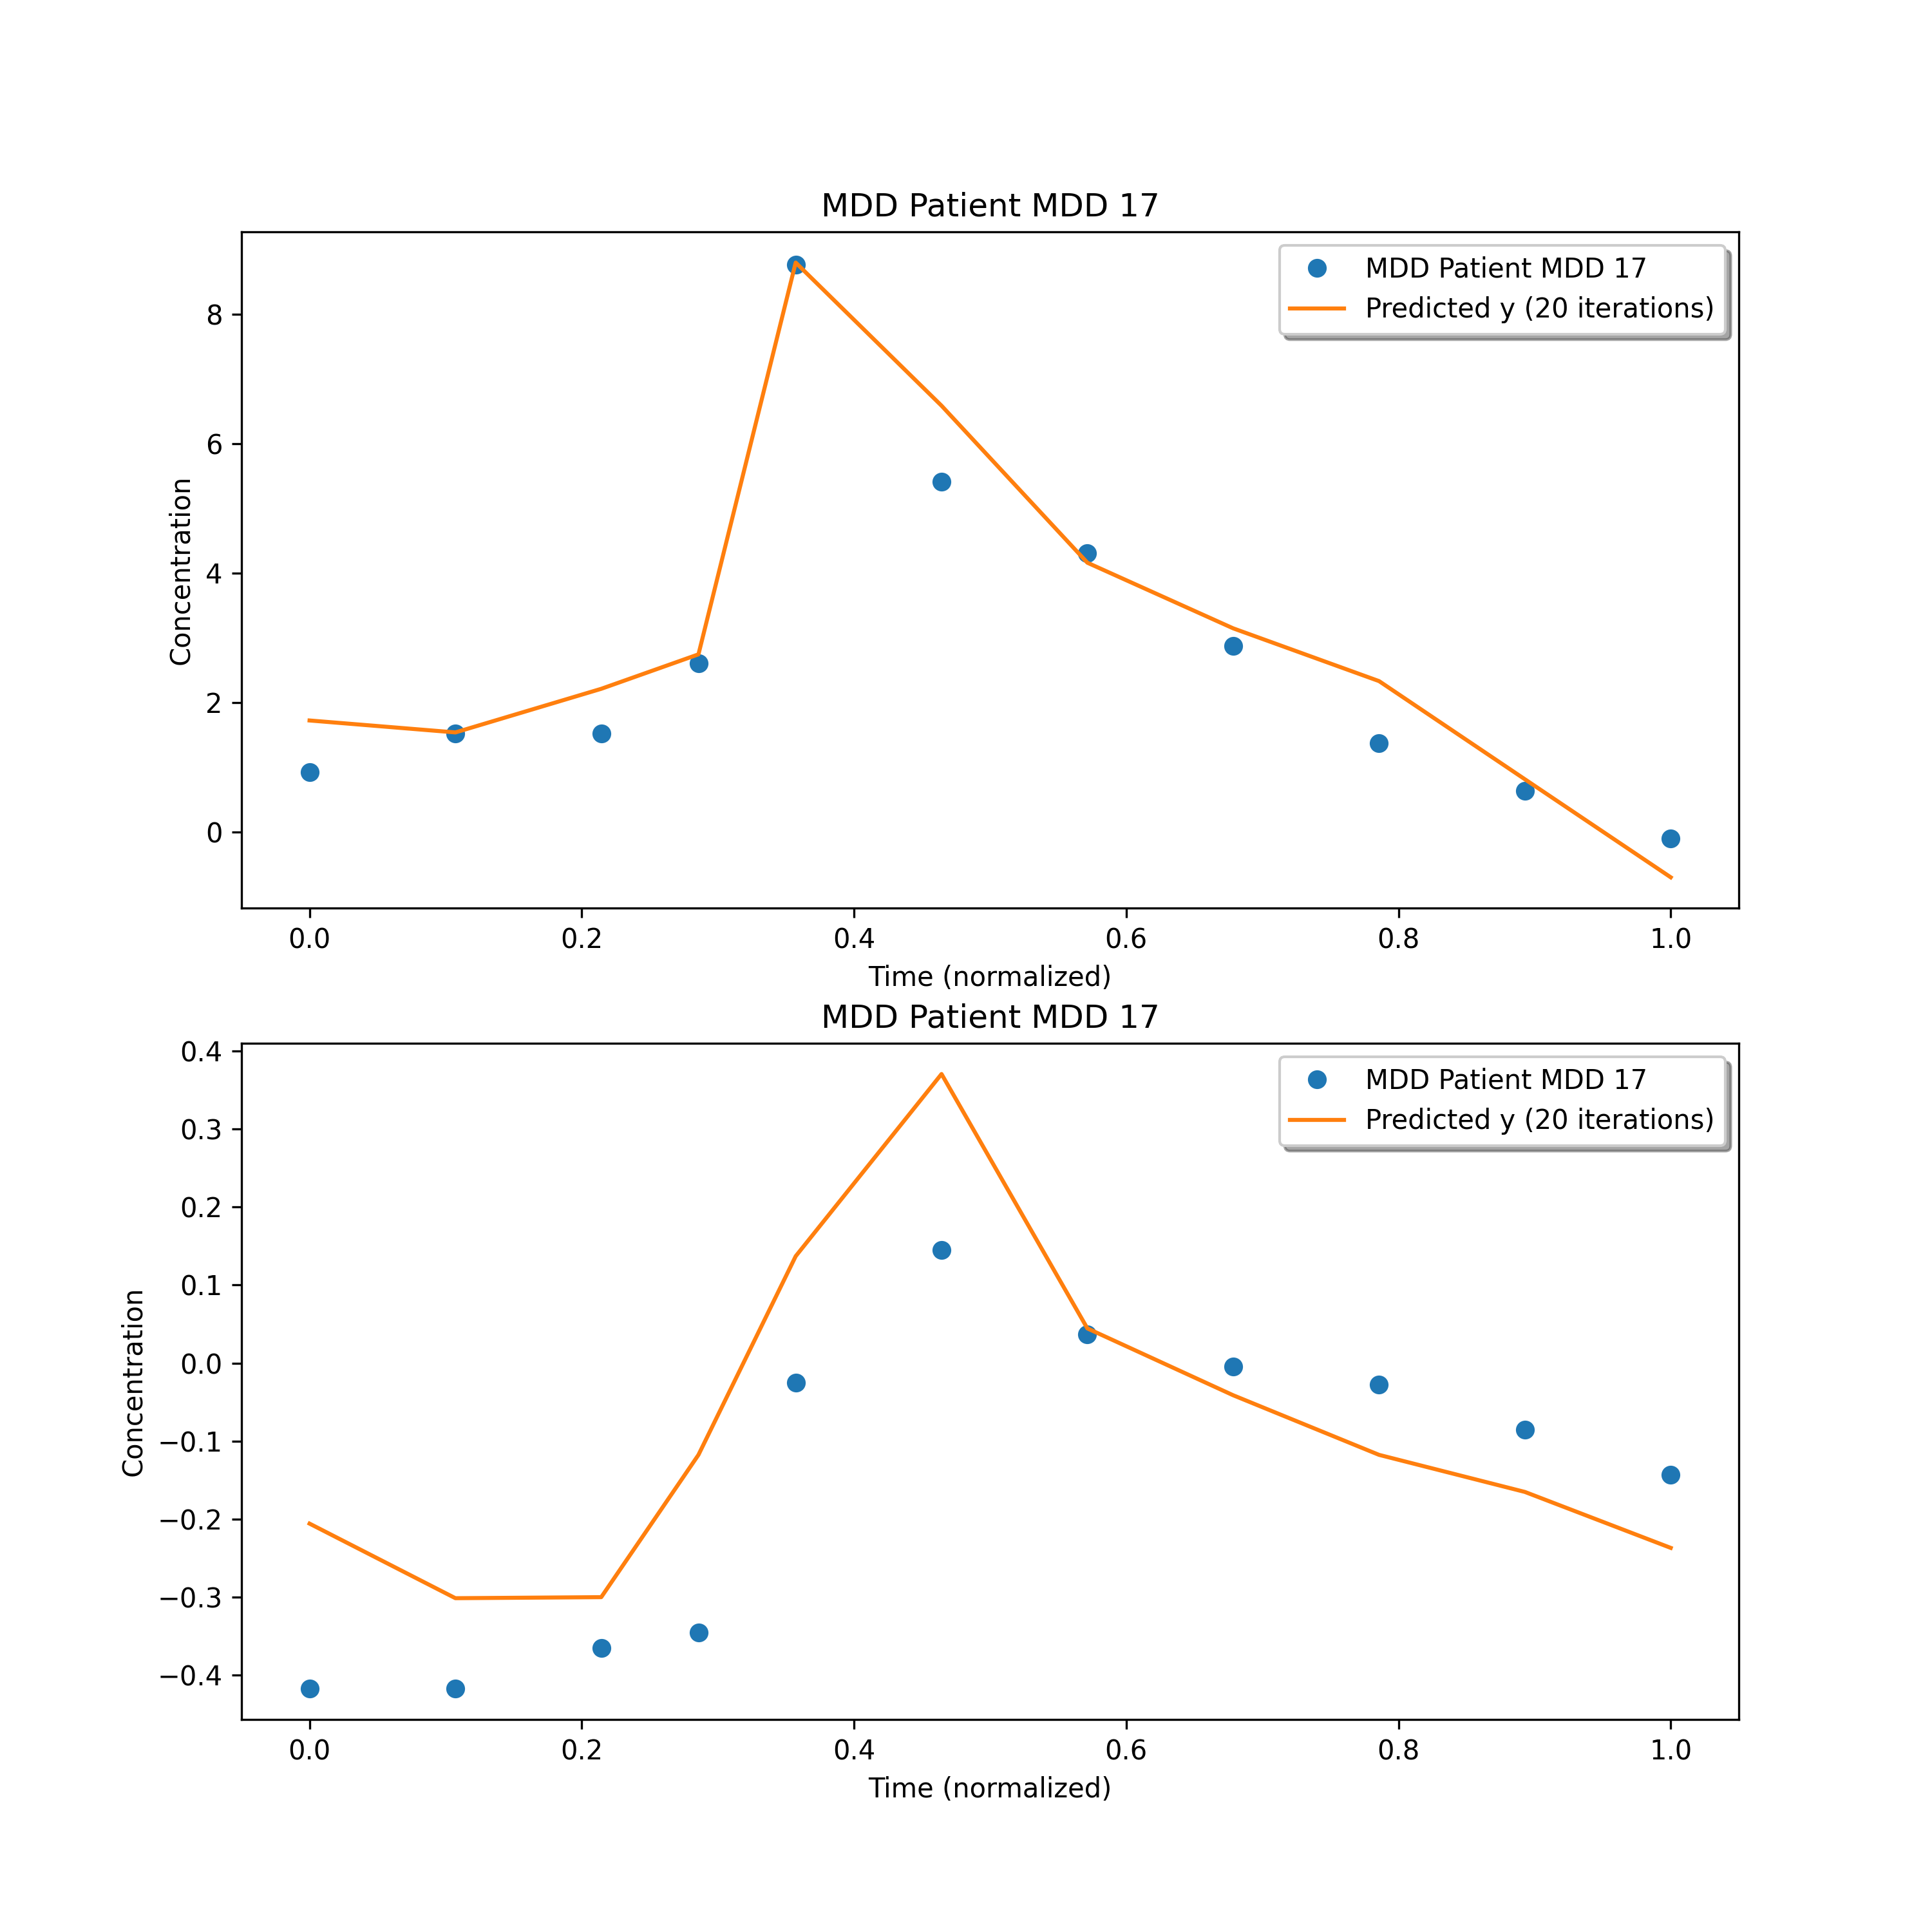 MDD Patient MDD 17
MDD Patient MDD 17
Predicted y (20 iterations)
8
6
4
2
0
Concentration
0.0 0.2 0.4 0.6 0.8 1.0
Time (normalized)
MDD Patient MDD 17
MDD Patient MDD 17
Predicted y (20 iterations)
0.4
0.3
0.2
0.1
0.0
−0.1
−0.2
−0.3
−0.4
Concentration
0.0 0.2 0.4 0.6 0.8 1.0
Time (normalized)